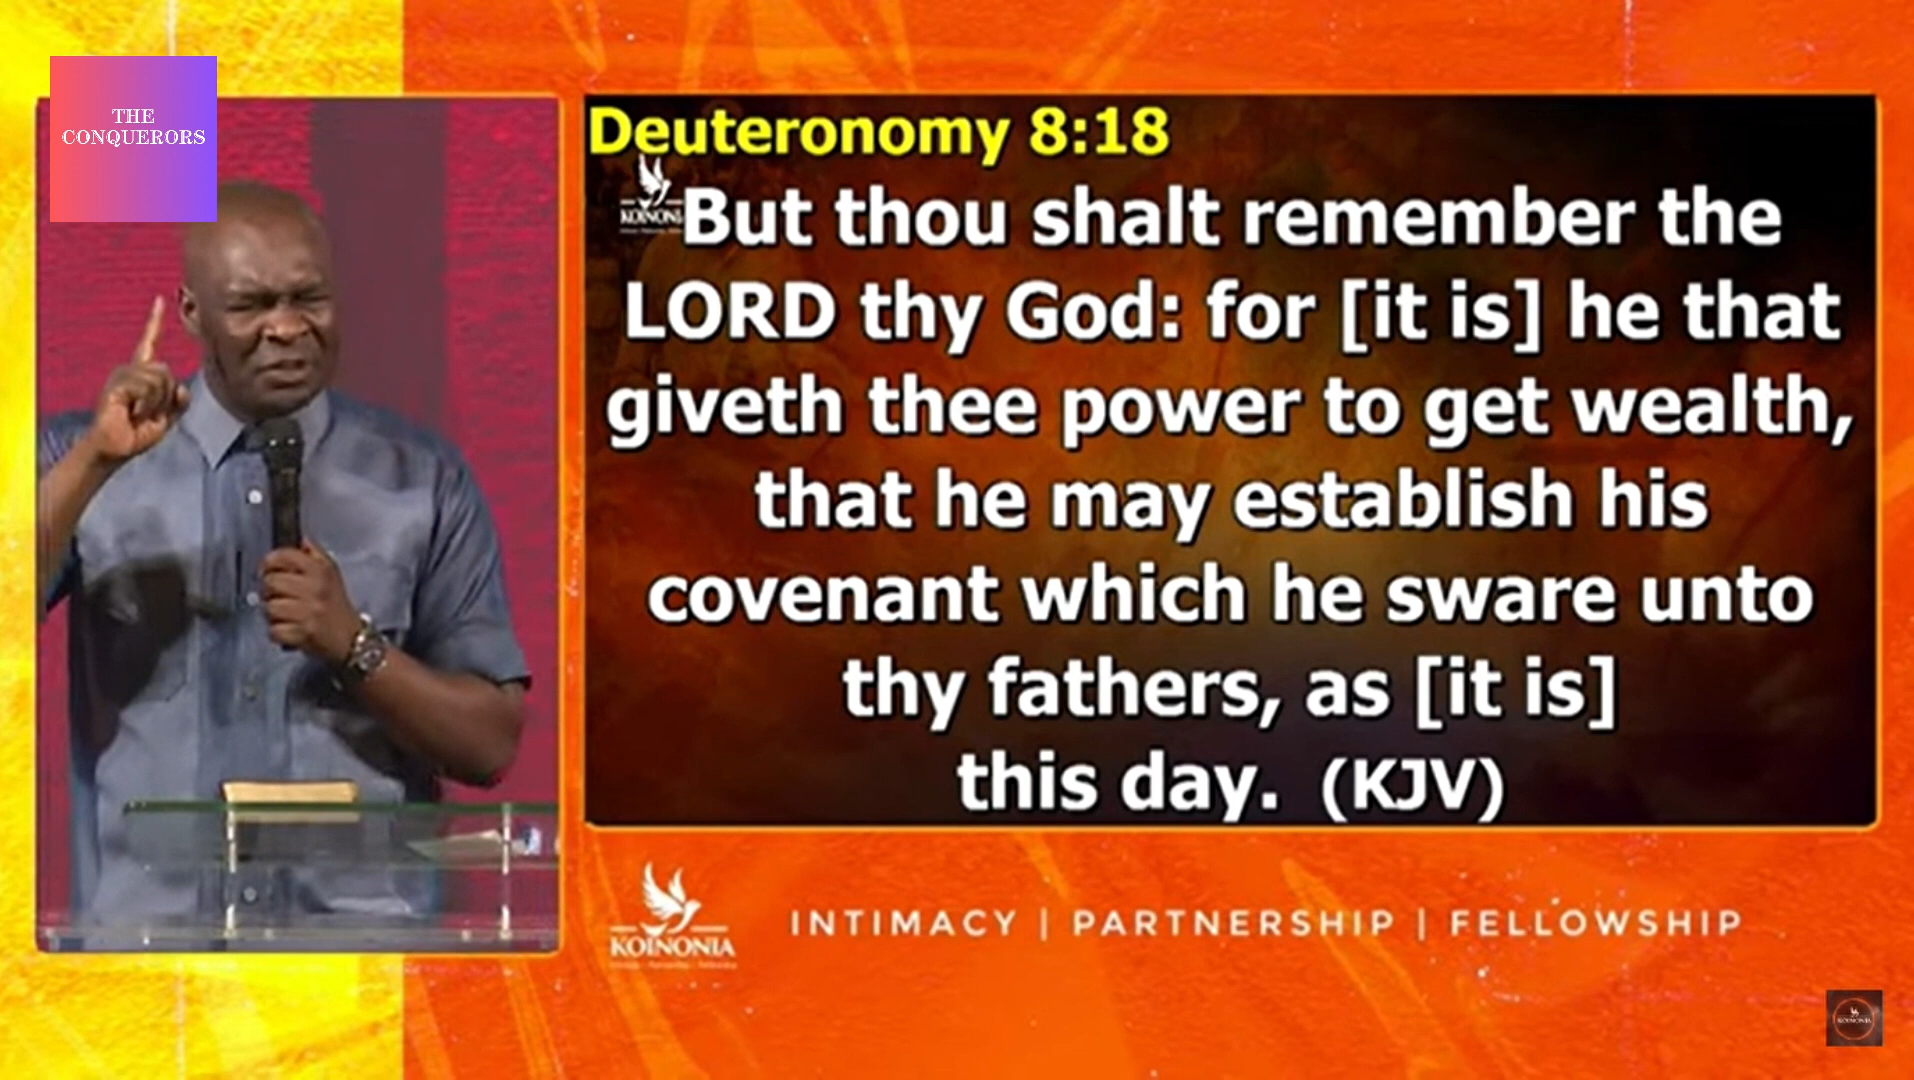 THE
CONQUERORS
Deuteronomy 8:18
KOINONIA
But thou shalt remember the
LORD thy God: for [it is] he that
giveth thee power to get wealth,
that he may establish his
covenant which he sware unto
thy fathers, as [it is]
this day. (KJV)
KOINONIA
INTIMACY | PARTNERSHIP | FELLOWSHIP
KOINONIA